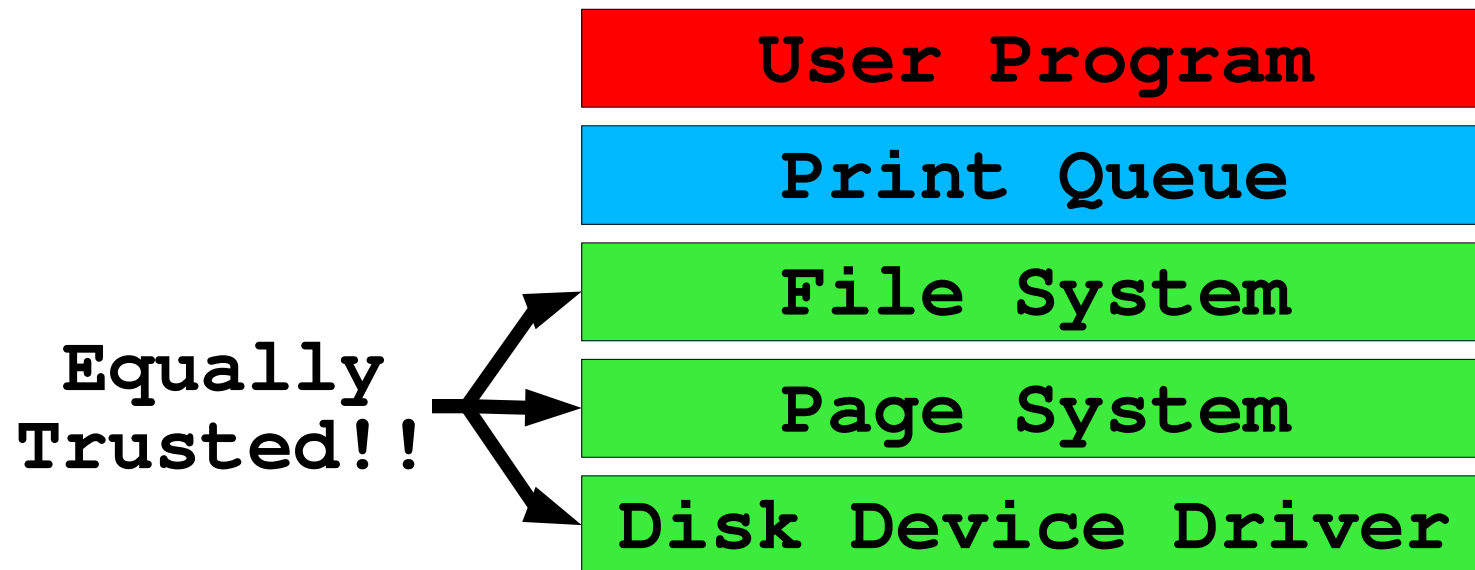 User Program
Print Queue
File System
Equally
Trusted!!
Page System
Disk Device Driver